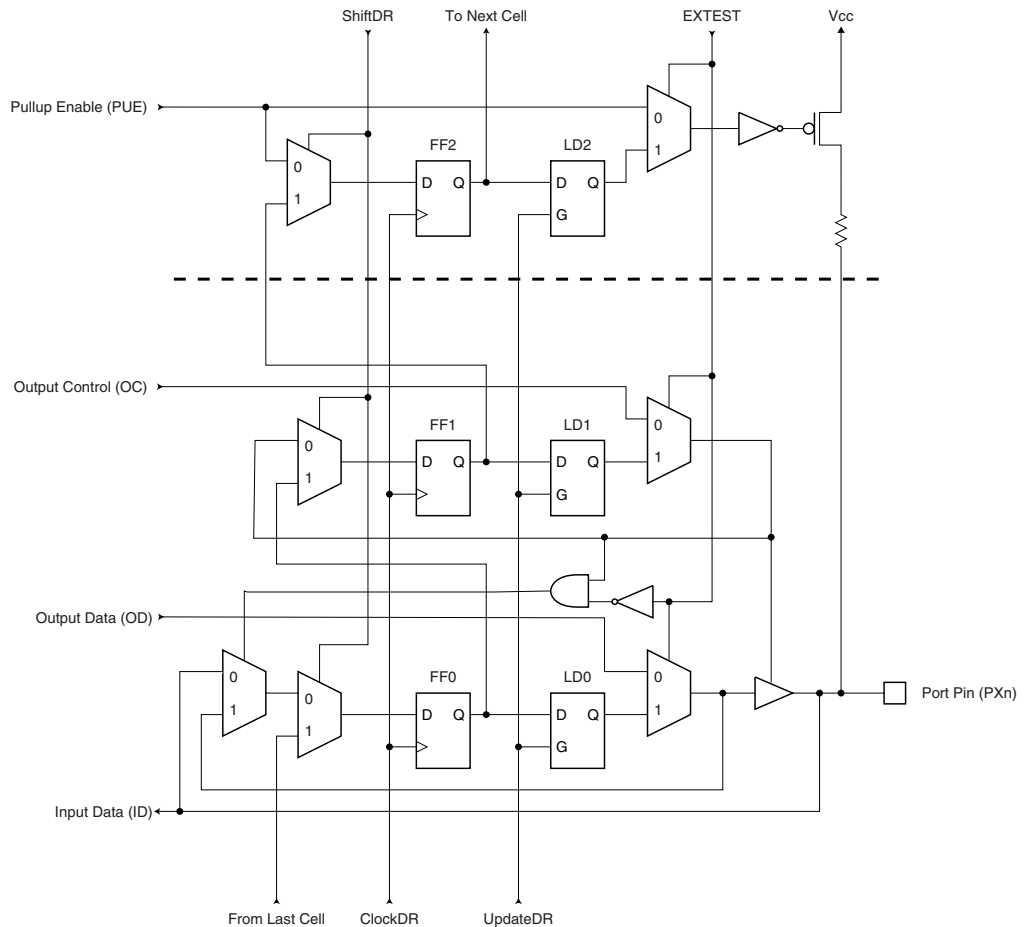 ShiftDR To Next Cell EXTEST Vcc
Pullup Enable (PUE)
0
1
FF2
D Q
LD2
D Q
G
0
1
Output Control (OC)
0
1
FF1
D Q
LD1
D Q
G
0
1
Output Data (OD)
0
1
0
1
FF0
D Q
LD0
D Q
G
0
1
Port Pin (PXn)
Input Data (ID)
From Last Cell ClockDR UpdateDR